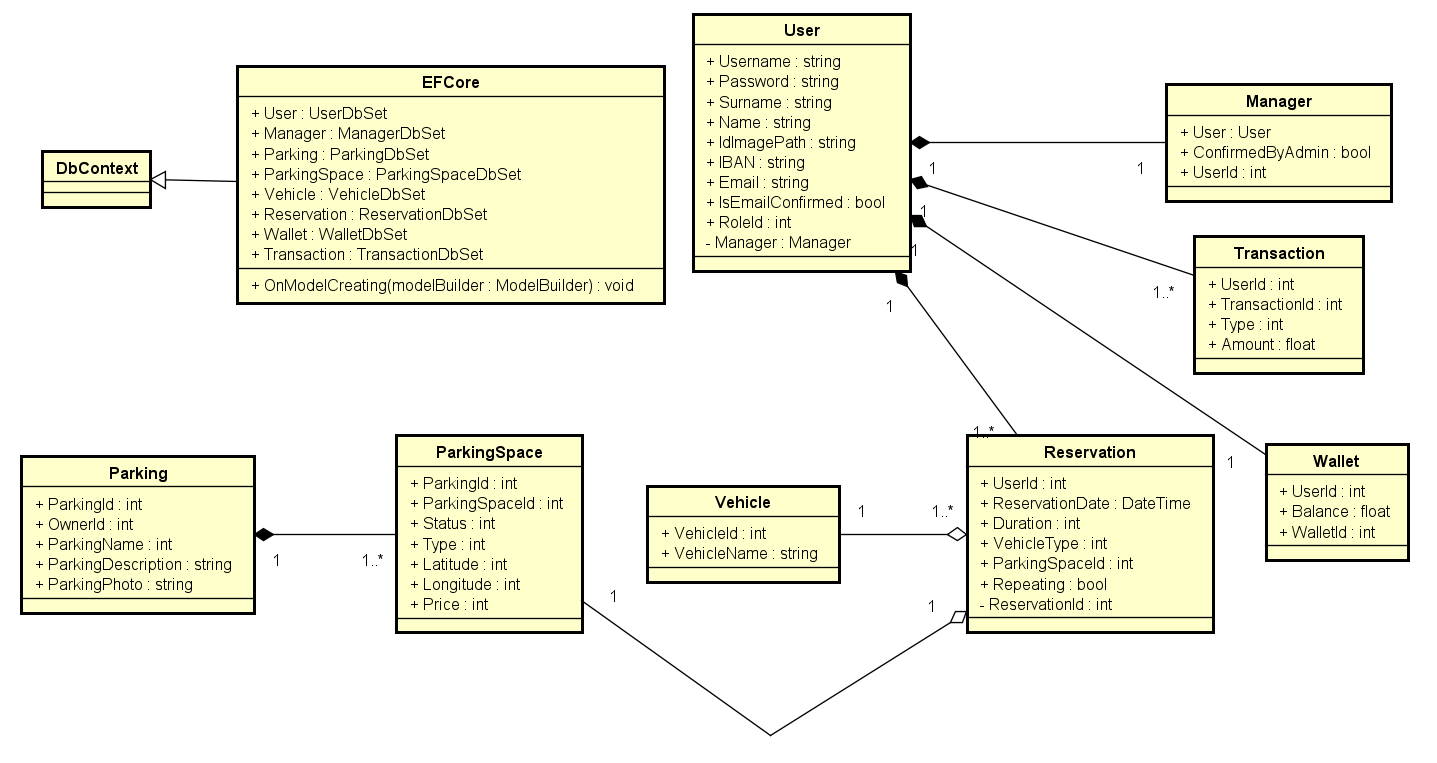 User
+ Username : string
+ Password : string
+ Surname : string
+ Name : string
+ IdImagePath : string
+ IBAN : string
+ Email : string
+ IsEmailConfirmed : bool
+ RoleId : int
- Manager : Manager
EFCore
+ User : UserDbSet
+ Manager : ManagerDbSet
+ Parking : ParkingDbSet
+ ParkingSpace : ParkingSpaceDbSet
+ Vehicle : VehicleDbSet
+ Reservation : ReservationDbSet
+ Wallet : WalletDbSet
+ Transaction : TransactionDbSet
+ OnModelCreating(modelBuilder : ModelBuilder) : void
DbContext
Manager
+ User : User
+ ConfirmedByAdmin : bool
+ UserId : int
1
1
1
1
1
1..*
Transaction
+ UserId : int
+ TransactionId : int
+ Type : int
+ Amount : float
1..*
1
Wallet
+ UserId : int
+ Balance : float
+ WalletId : int
Parking
+ ParkingId : int
+ OwnerId : int
+ ParkingName : int
+ ParkingDescription : string
+ ParkingPhoto : string
1
1..*
ParkingSpace
+ ParkingId : int
+ ParkingSpaceId : int
+ Status : int
+ Type : int
+ Latitude : int
+ Longitude : int
+ Price : int
1
Vehicle
+ VehicleId : int
+ VehicleName : string
1
1..*
1
Reservation
+ UserId : int
+ ReservationDate : DateTime
+ Duration : int
+ VehicleType : int
+ ParkingSpaceId : int
+ Repeating : bool
- ReservationId : int